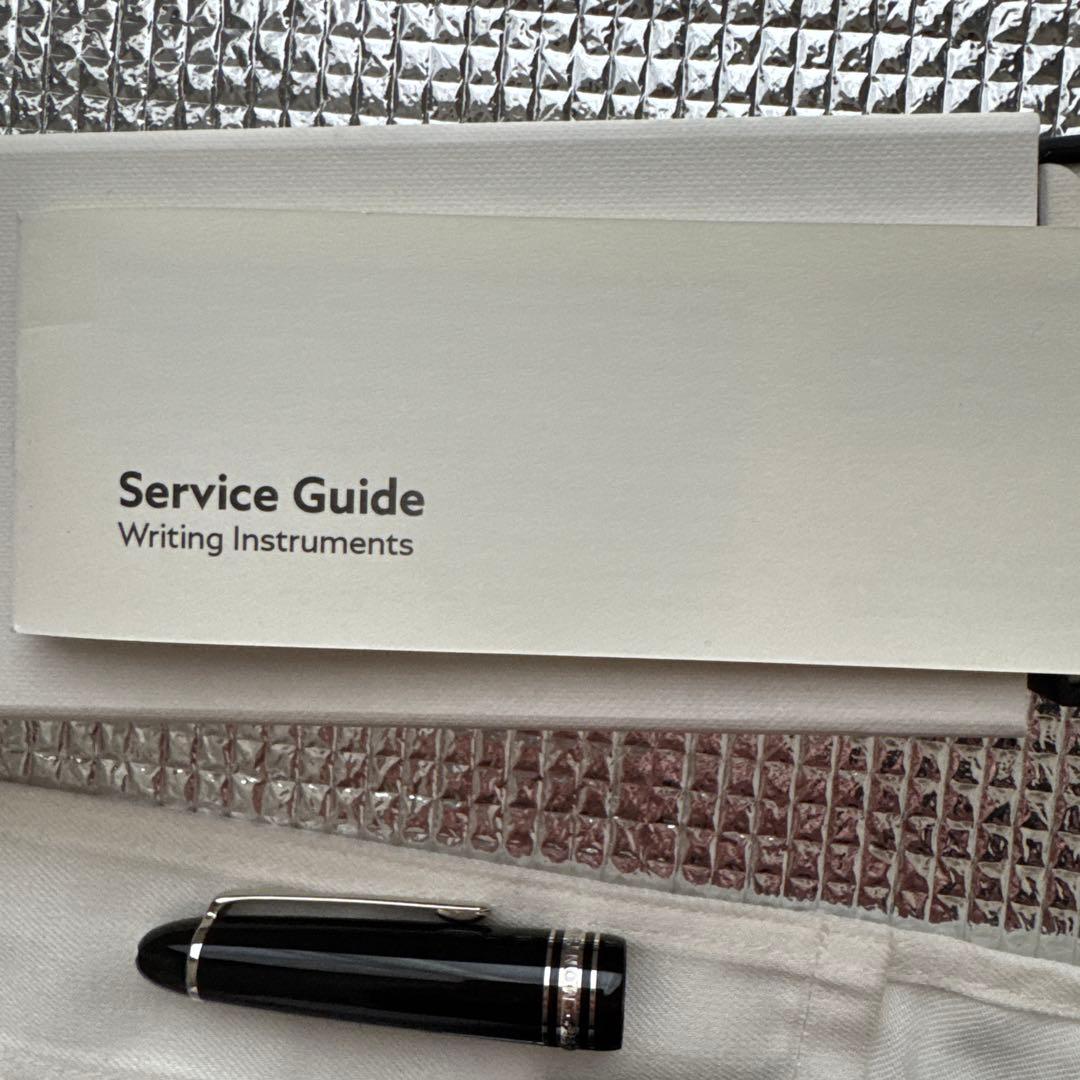 Service Guide
Writing Instruments